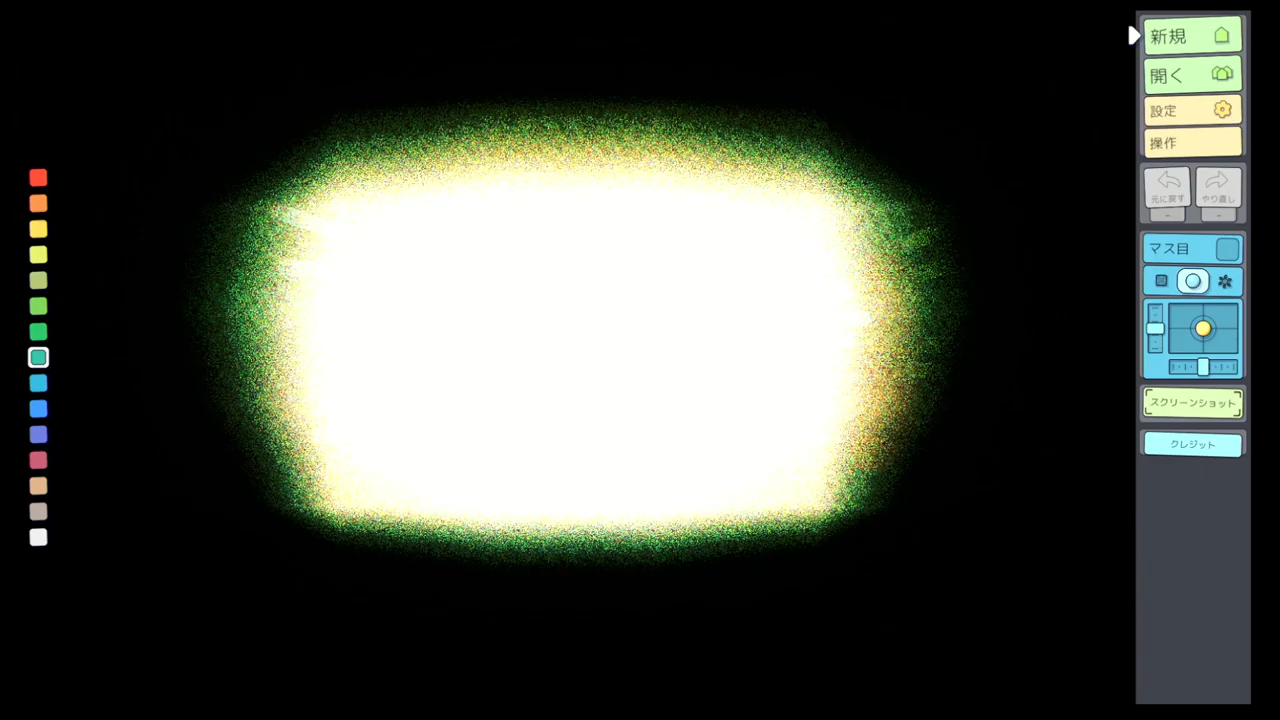 新規
開く
設定
操作
元に戻す
やり直し
マス目
スクリーンショット
クレジット